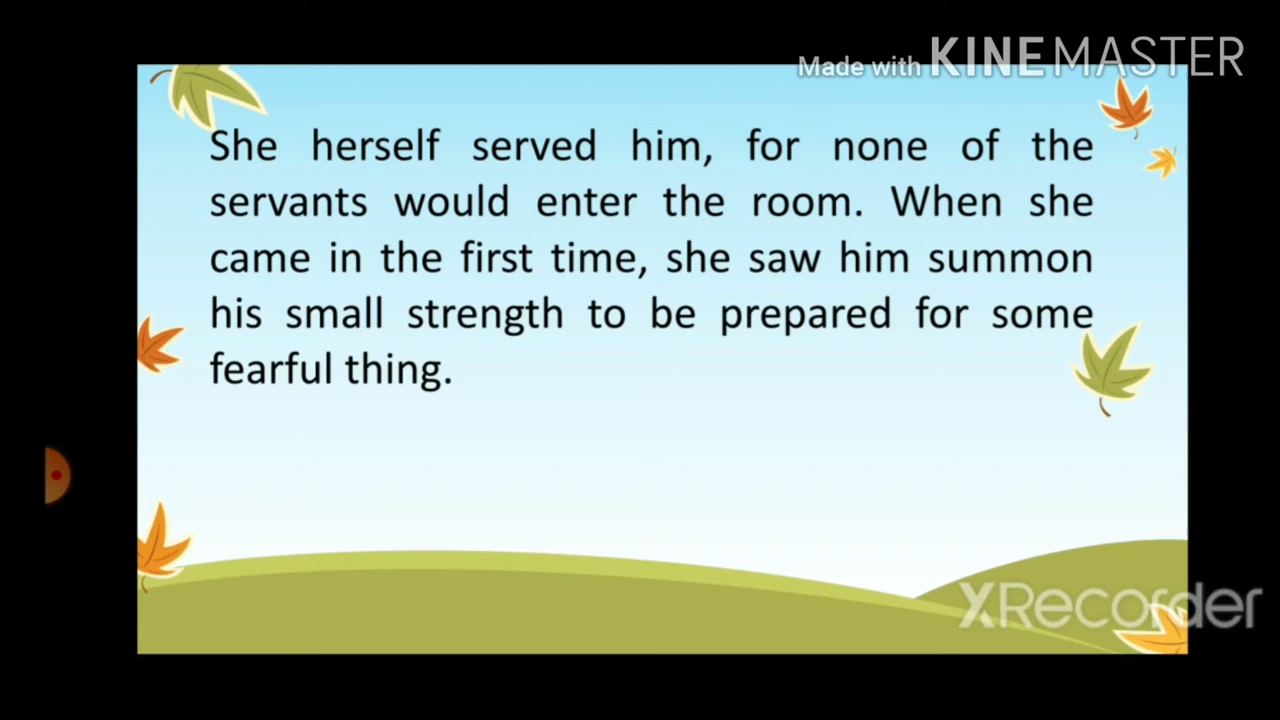 Made with KINEMASTER
She herself served him, for none of the
servants would enter the room. When she
came in the first time, she saw him summon
his small strength to be prepared for some
fearful thing.
XRecorder